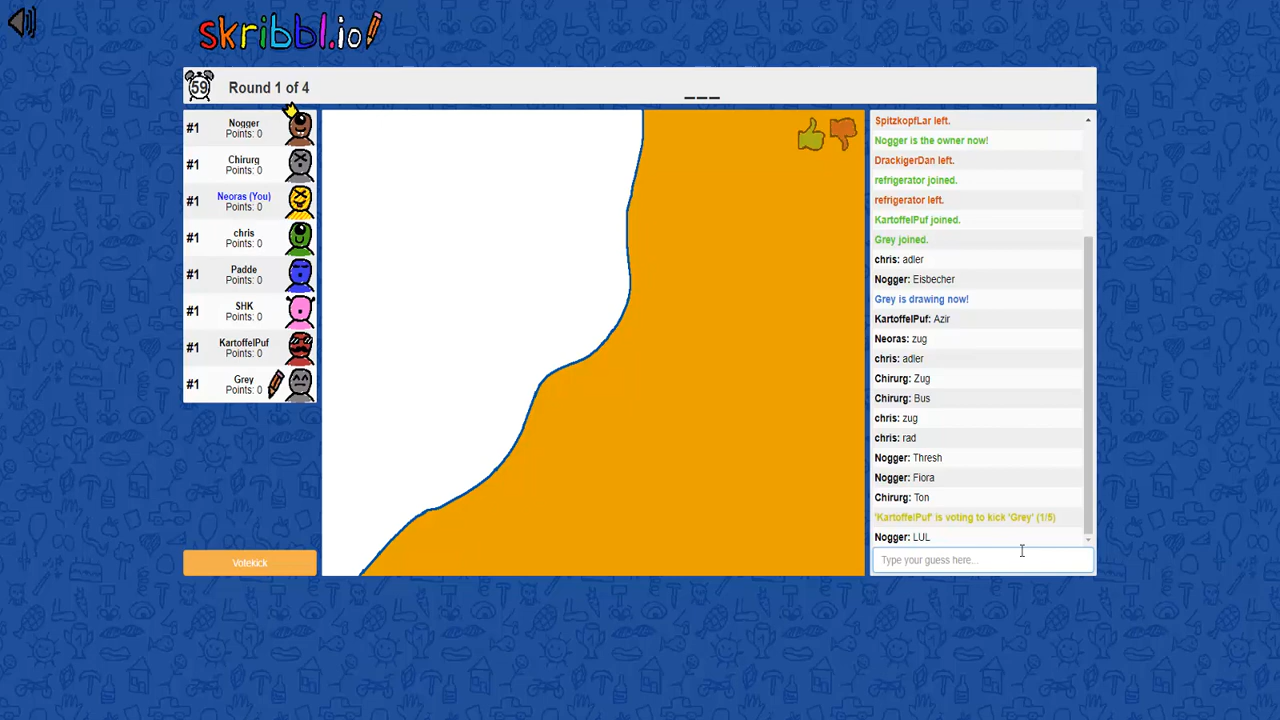 skribbl.io
59
Round 1 of 4
_ _ _
#1
Nogger
Points: 0
#1
Chirurg
Points: 0
#1
Neoras (You)
Points: 0
#1
chris
Points: 0
#1
Padde
Points: 0
#1
SHK
Points: 0
#1
KartoffelPuf
Points: 0
#1
Grey
Points: 0
Votekick
SpitzkopfLar left.
Nogger is the owner now!
DrackigerDan left.
refrigerator joined.
refrigerator left.
KartoffelPuf joined.
Grey joined.
chris: adler
Nogger: Eisbecher
Grey is drawing now!
KartoffelPuf: Azir
Neoras: zug
chris: adler
Chirurg: Zug
Chirurg: Bus
chris: zug
chris: rad
Nogger: Thresh
Nogger: Fiora
Chirurg: Ton
'KartoffelPuf' is voting to kick 'Grey' (1/5)
Nogger: LUL
Type your guess here...